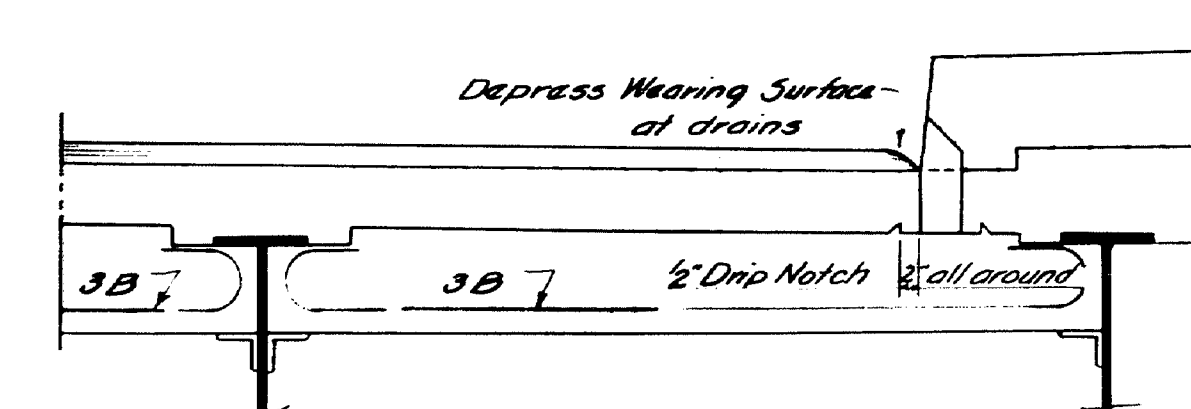 Depress Wearing Surface
at drains
3B
3B
½" Drip Notch
2" all around